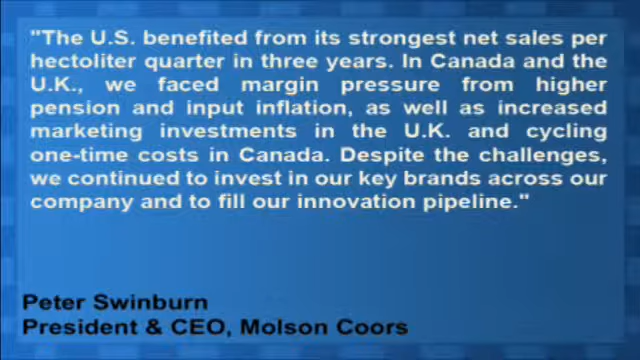 "The U.S. benefited from its strongest net sales per
hectoliter quarter in three years. In Canada and the
U.K., we faced margin pressure from higher
pension and input inflation, as well as increased
marketing investments in the U.K. and cycling
one-time costs in Canada. Despite the challenges,
we continued to invest in our key brands across our
company and to fill our innovation pipeline."
Peter Swinburn
President & CEO, Molson Coors